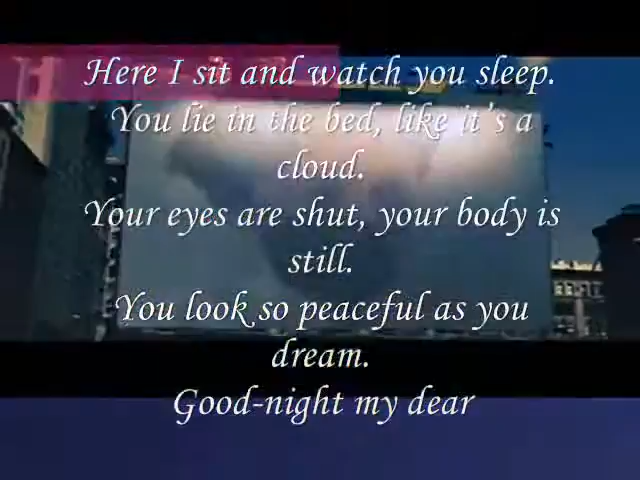 Here I sit and watch you sleep.
You lie in the bed, like it's a
cloud.
Your eyes are shut, your body is
still.
You look so peaceful as you
dream.
Good-night my dear